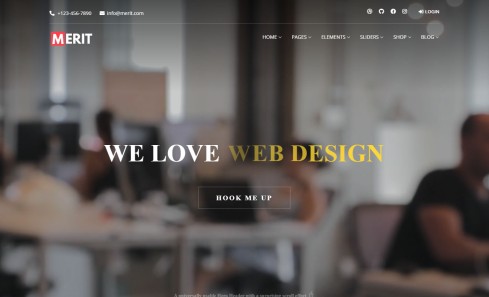 +123-456-7890 info@merit.com LOGIN
MERIT HOME PAGES ELEMENTS SLIDERS SHOP BLOG
WE LOVE WEB DESIGN
HOOK ME UP